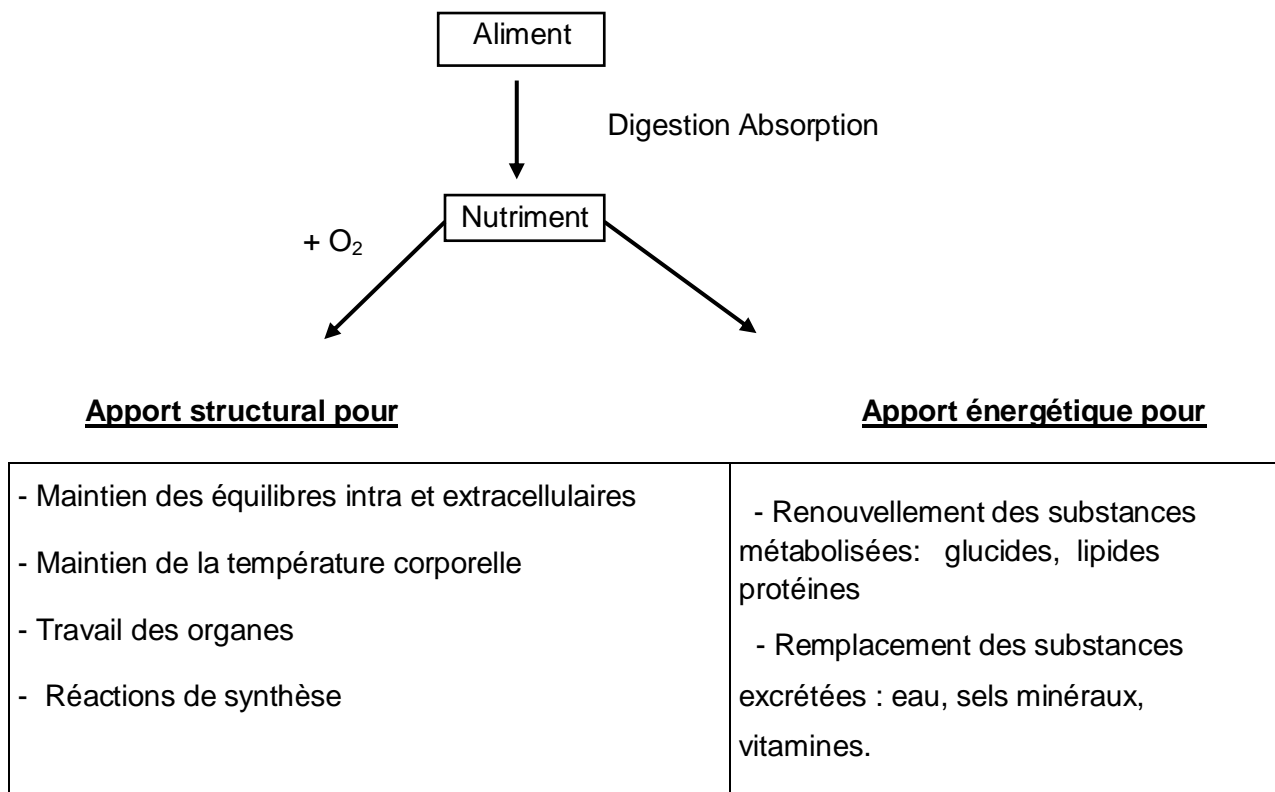 Aliment
Digestion Absorption
Nutriment
+ O₂
Apport structural pour
Apport énergétique pour
- Maintien des équilibres intra et extracellulaires
- Maintien de la température corporelle
- Travail des organes
- Réactions de synthèse
- Renouvellement des substances
métabolisées: glucides, lipides
protéines
- Remplacement des substances
excrétées : eau, sels minéraux,
vitamines.